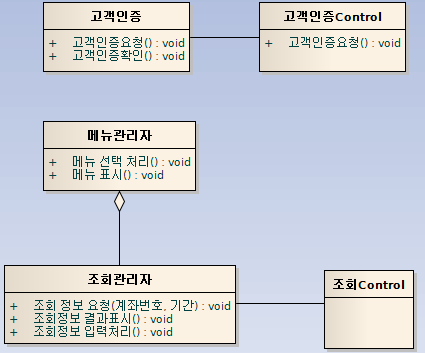 고객인증
+ 고객인증요청() : void
+ 고객인증확인() : void
고객인증Control
+ 고객인증요청() : void
메뉴관리자
+ 메뉴 선택 처리() : void
+ 메뉴 표시() : void
조회관리자
+ 조회 정보 요청(계좌번호, 기간) : void
+ 조회정보 결과표시() : void
+ 조회정보 입력처리() : void
조회Control